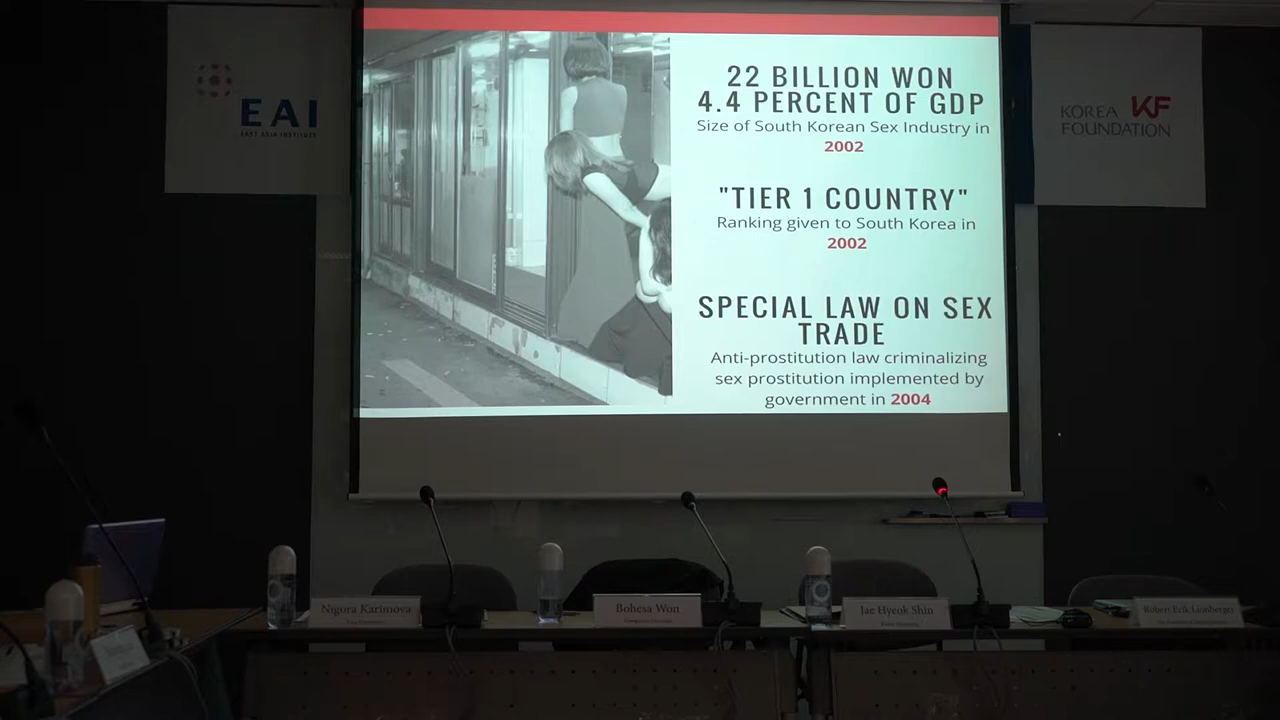 EAI
EAST ASIA INSTITUTE
22 BILLION WON
4.4 PERCENT OF GDP
Size of South Korean Sex Industry in
2002
"TIER 1 COUNTRY"
Ranking given to South Korea in
2002
SPECIAL LAW ON SEX
TRADE
Anti-prostitution law criminalizing
sex prostitution implemented by
government in 2004
KOREA KF
FOUNDATION
Nigora Karimova
Bohesa Won
Jae Hyeok Shin
Robert Erik Lionberger